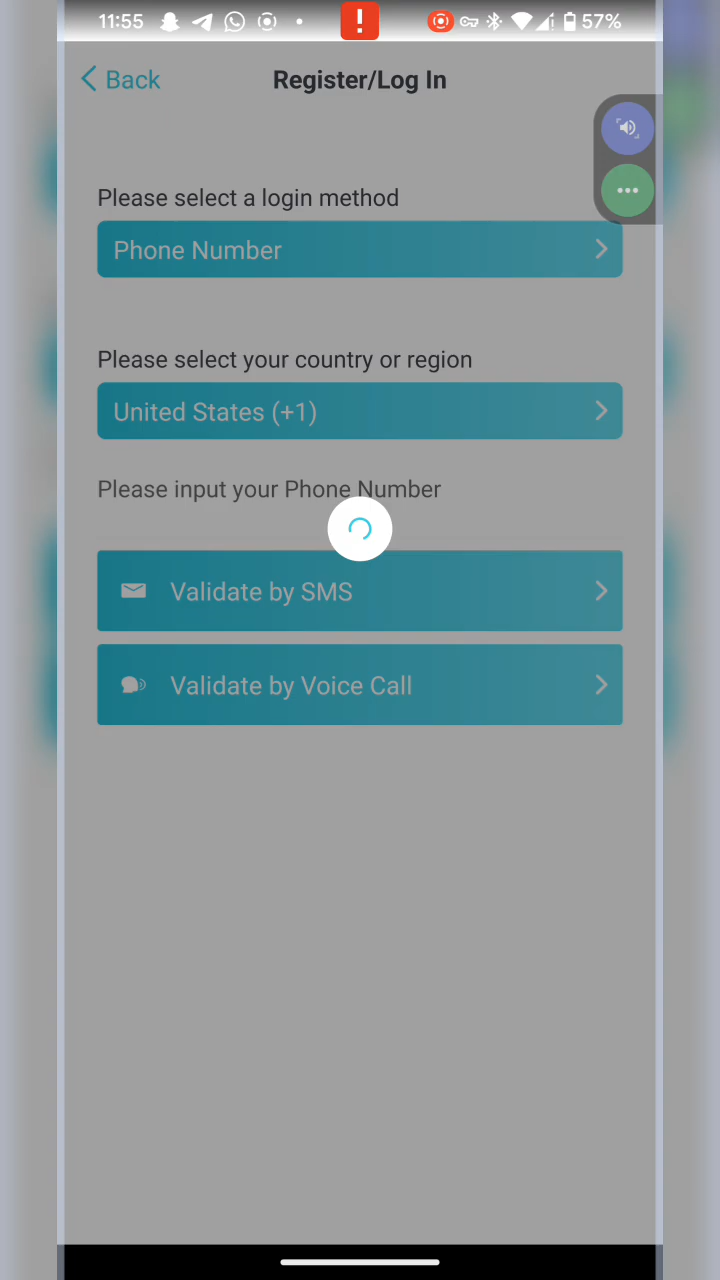 11:55
57%
Back
Register/Log In
Please select a login method
Phone Number
Please select your country or region
United States (+1)
Please input your Phone Number
Validate by SMS
Validate by Voice Call